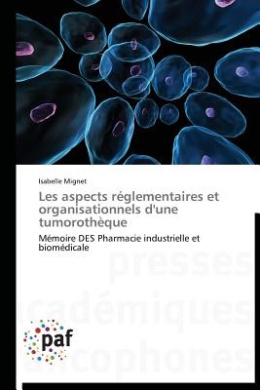 Isabelle Mignet
Les aspects réglementaires et
organisationnels d'une
tumorothèque
Mémoire DES Pharmacie industrielle et
biomédicale
presses
académiques
francophones
paf